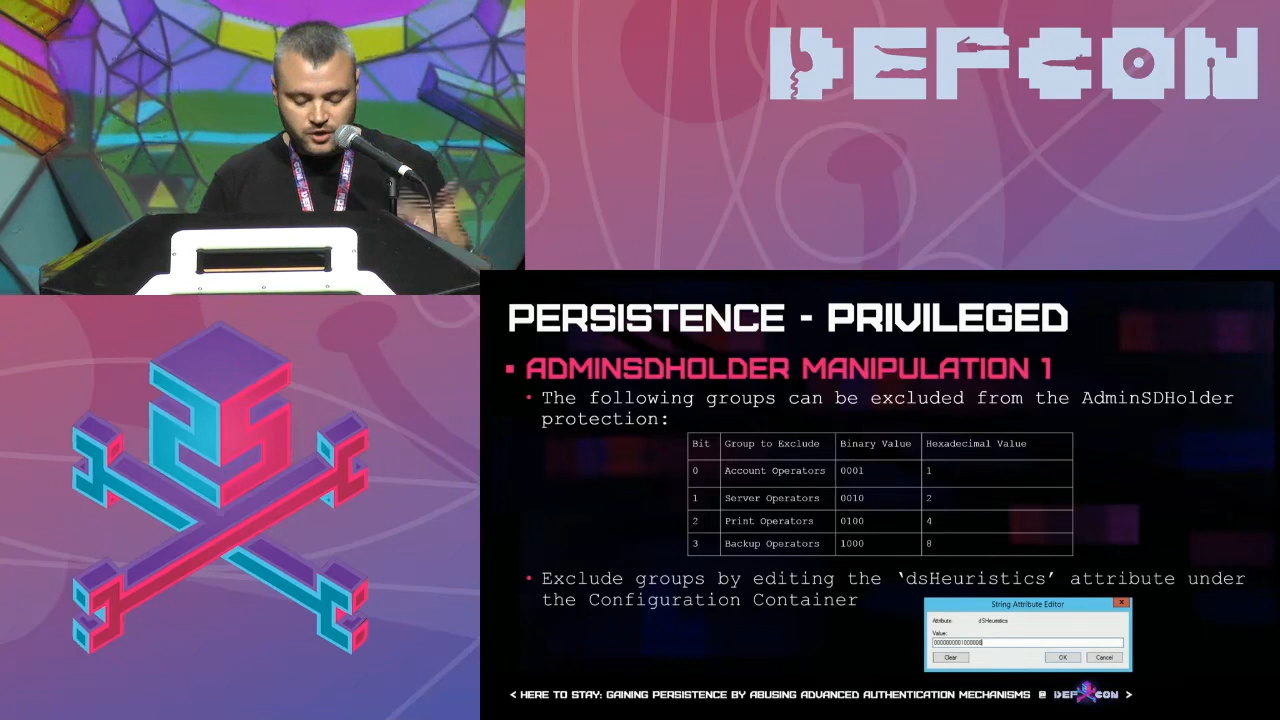 DEFCON
PERSISTENCE - PRIVILEGED
▪ ADMINSDHOLDER MANIPULATION 1
• The following groups can be excluded from the AdminSDHolder
protection:
Bit Group to Exclude Binary Value Hexadecimal Value
0 Account Operators 0001 1
1 Server Operators 0010 2
2 Print Operators 0100 4
3 Backup Operators 1000 8
• Exclude groups by editing the ‘dsHeuristics’ attribute under
the Configuration Container
String Attribute Editor
x
Attribute: dSHeuristics
Value:
Clear OK Cancel
< HERE TO STAY: GAINING PERSISTENCE BY ABUSING ADVANCED AUTHENTICATION MECHANISMS @ DEF CON >